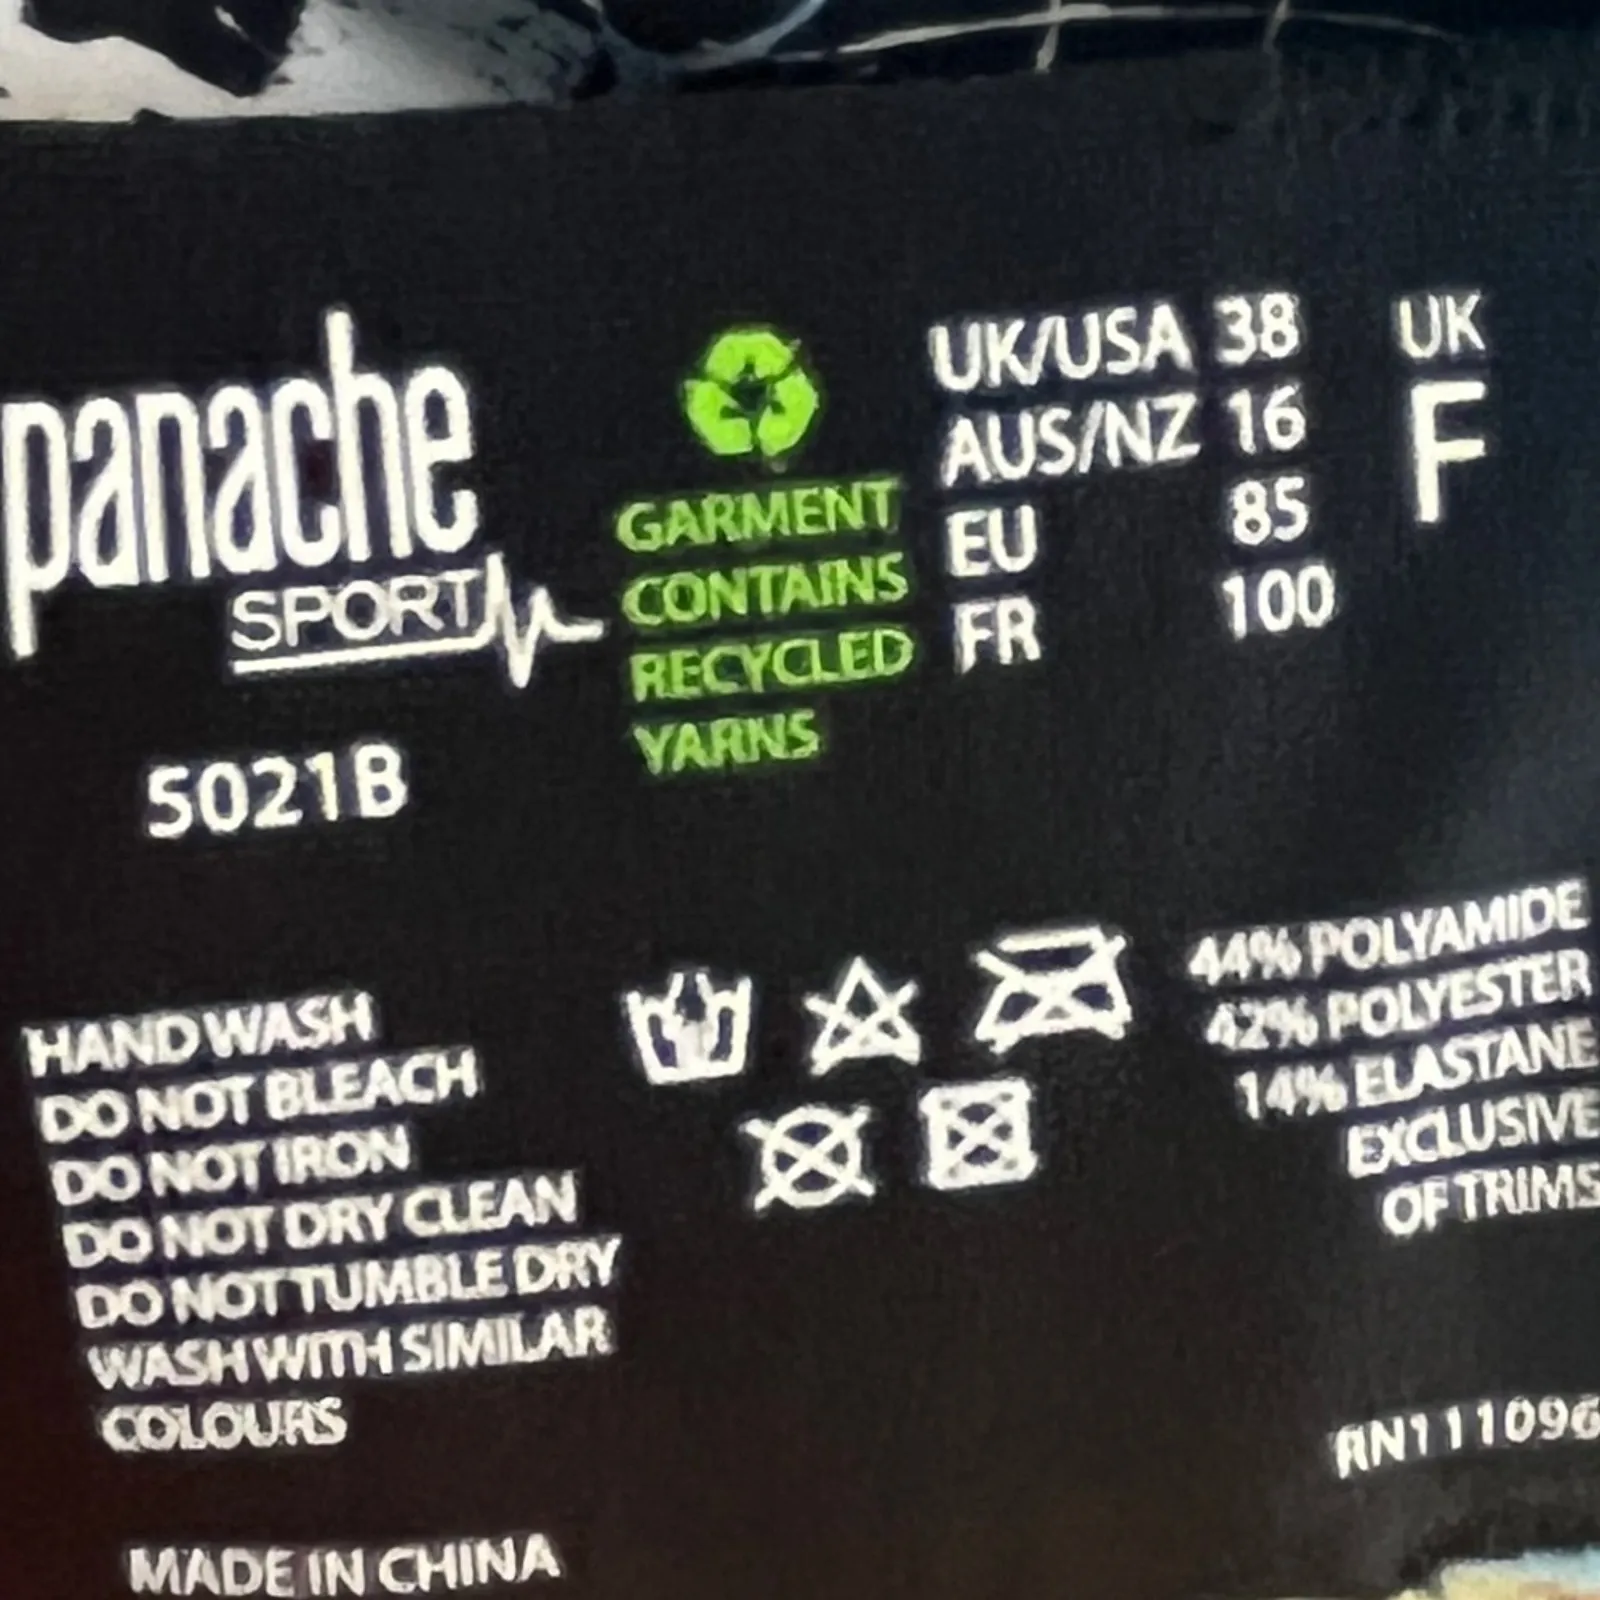 panache
SPORT
5021B
GARMENT
CONTAINS
RECYCLED
YARNS
UK/USA 38
AUS/NZ 16
EU 85
FR 100
UK
F
HAND WASH
DO NOT BLEACH
DO NOT IRON
DO NOT DRY CLEAN
DO NOT TUMBLE DRY
WASH WITH SIMILAR
COLOURS
44% POLYAMIDE
42% POLYESTER
14% ELASTANE
EXCLUSIVE
OF TRIMS
RN111096
MADE IN CHINA